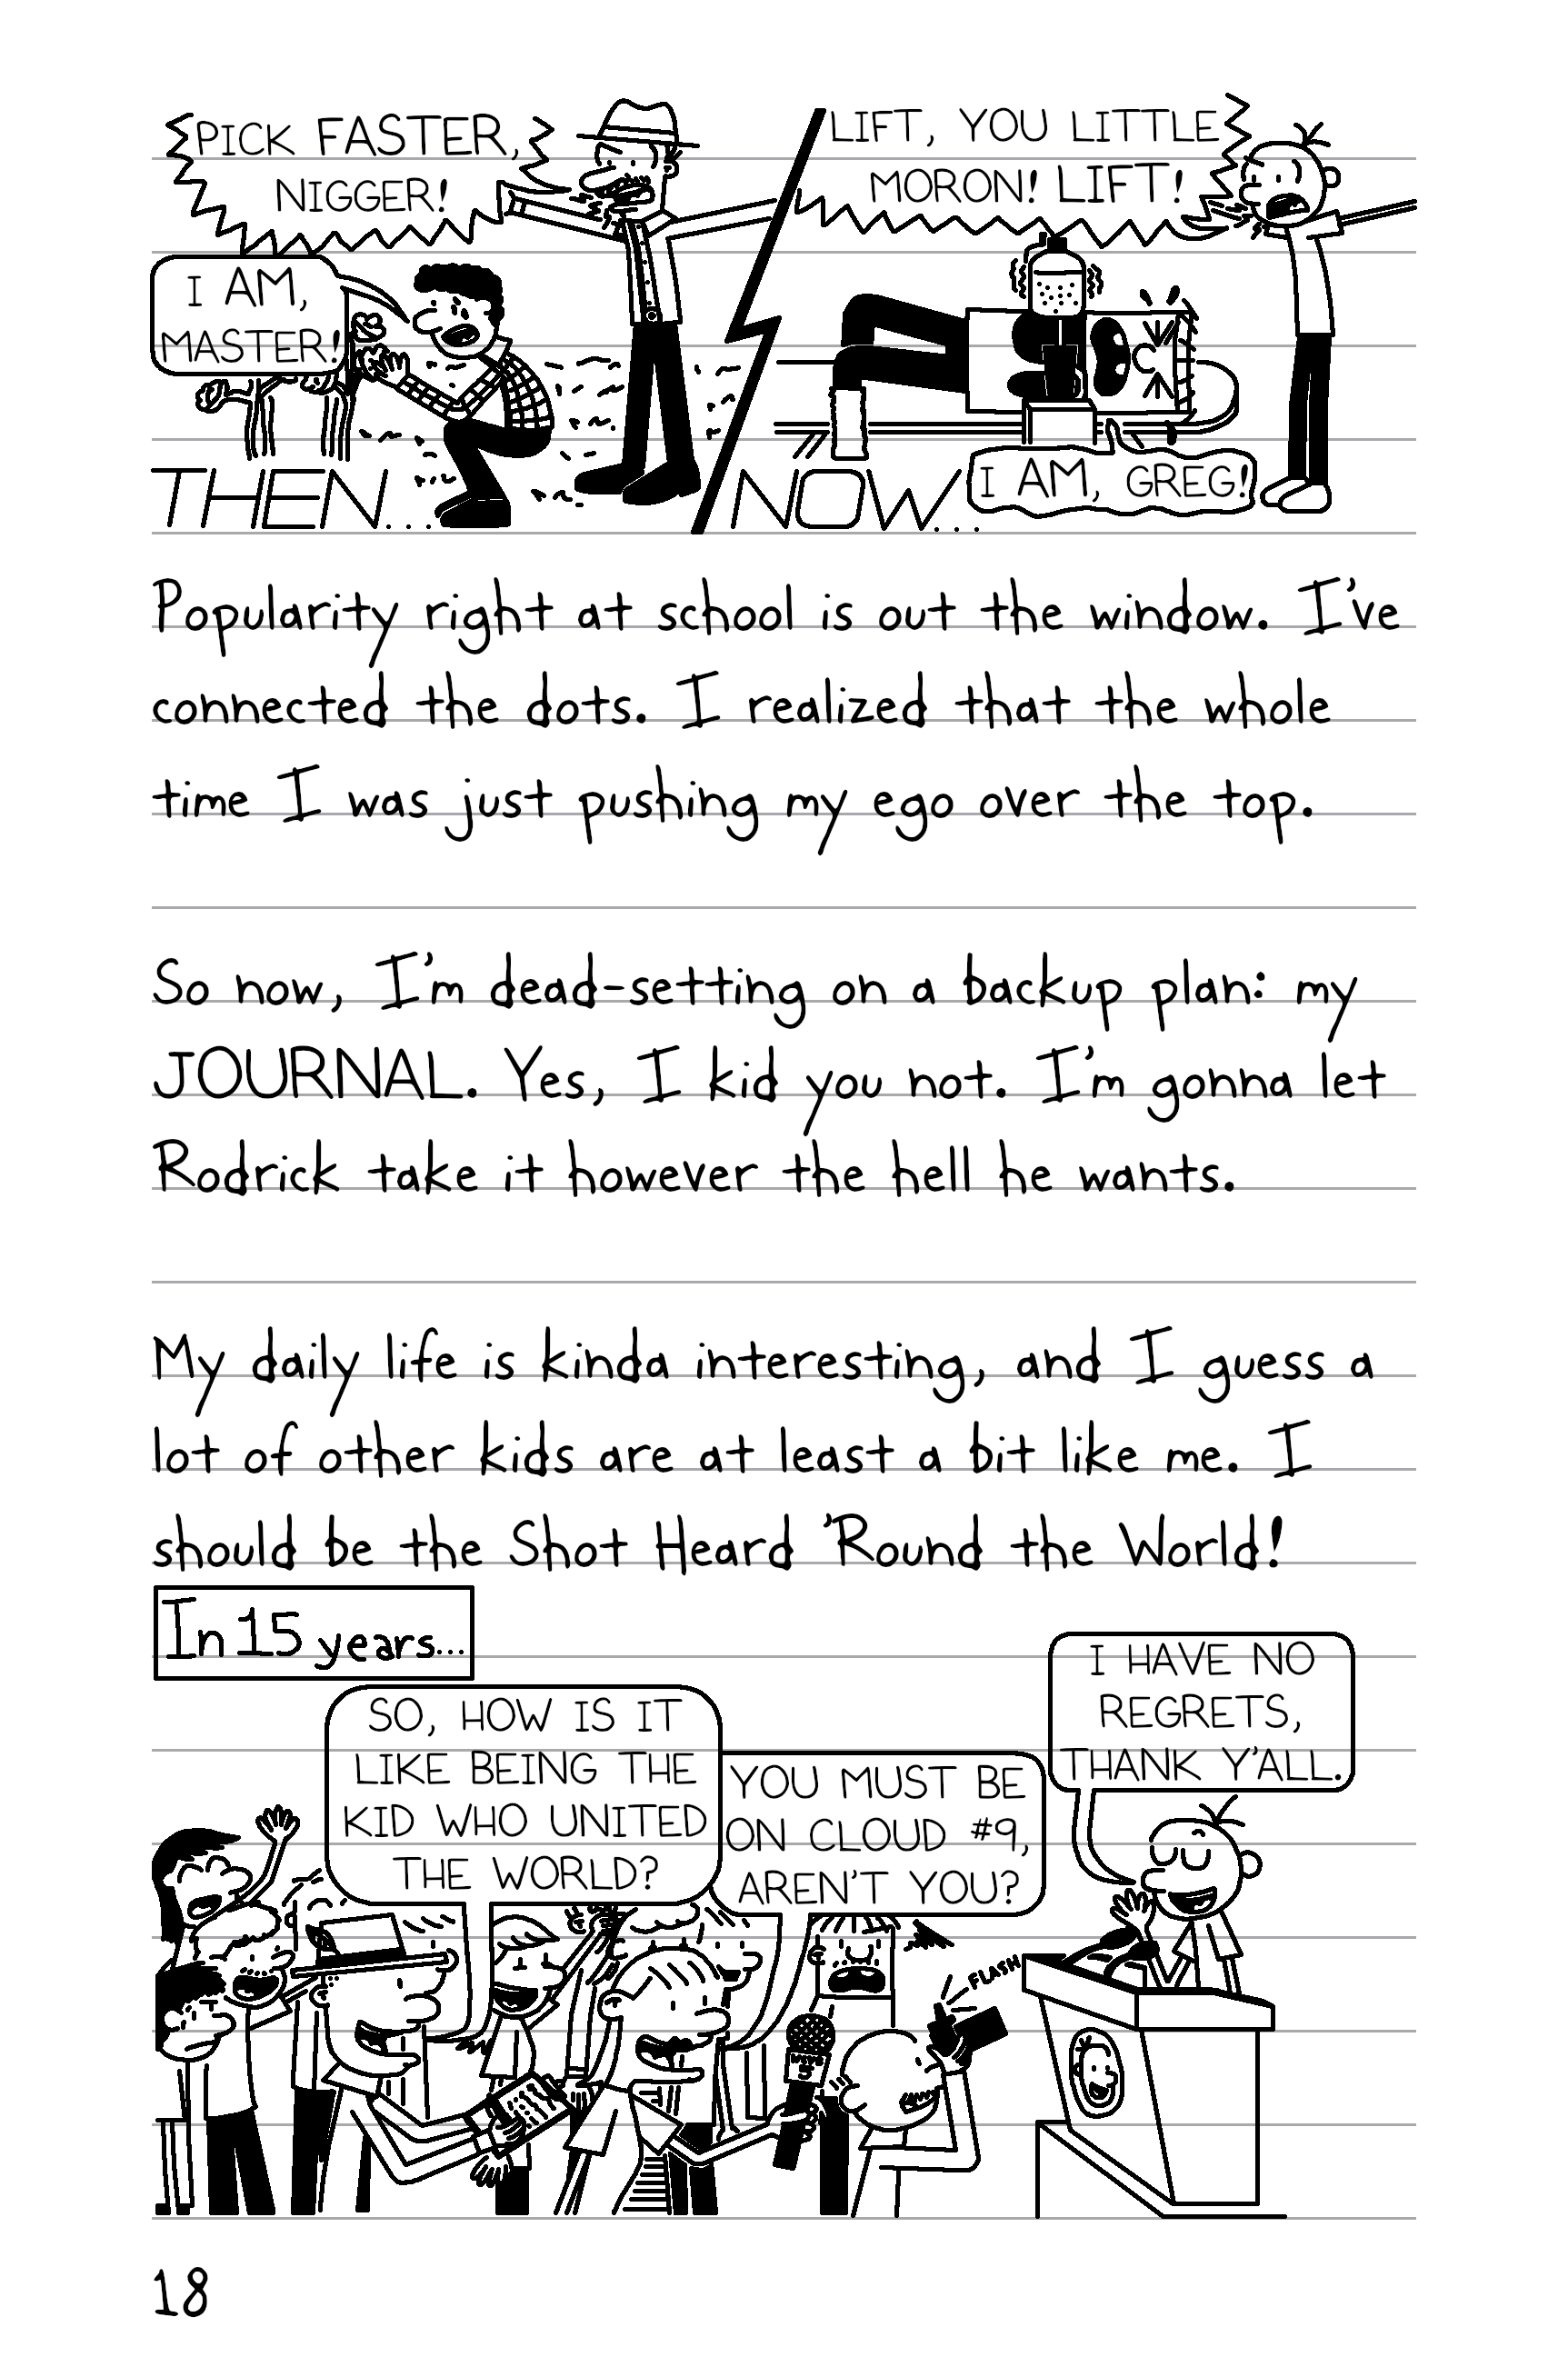 PICK FASTER,
NIGGER!
I AM,
MASTER!
THEN...
LIFT, YOU LITTLE
MORON! LIFT!
I AM, GREG!
NOW...
Popularity right at school is out the window. I've
connected the dots. I realized that the whole
time I was just pushing my ego over the top.
So now, I'm dead-setting on a backup plan: my
JOURNAL. Yes, I kid you not. I'm gonna let
Rodrick take it however the hell he wants.
My daily life is kinda interesting, and I guess a
lot of other kids are at least a bit like me. I
should be the Shot Heard 'Round the World!
In 15 years...
SO, HOW IS IT
LIKE BEING THE
KID WHO UNITED
THE WORLD?
YOU MUST BE
ON CLOUD #9,
AREN'T YOU?
I HAVE NO
REGRETS,
THANK Y'ALL.
FLASH
18